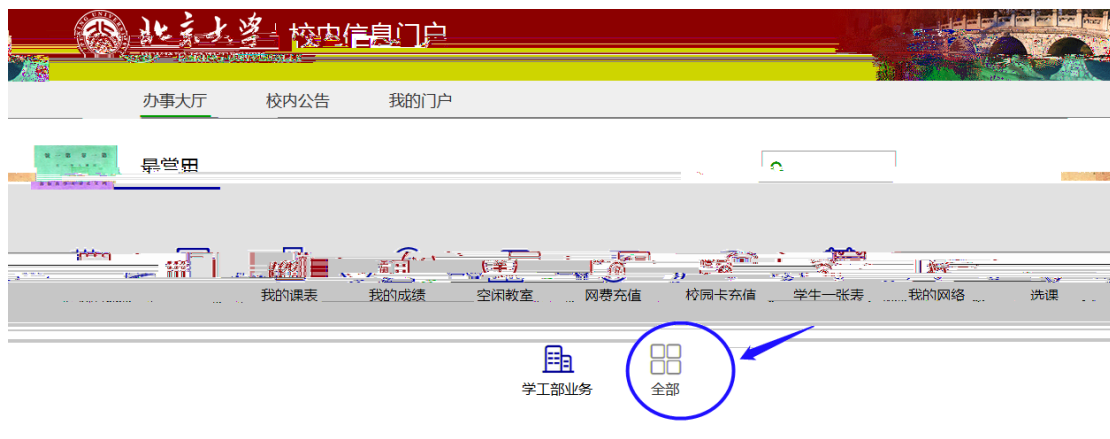 北京大学 校内信息门户
办事大厅 校内公告 我的门户
最常用
我的课表 我的成绩 空闲教室 网费充值 校园卡充值 学生一张表 我的网络 选课
学工部业务 全部